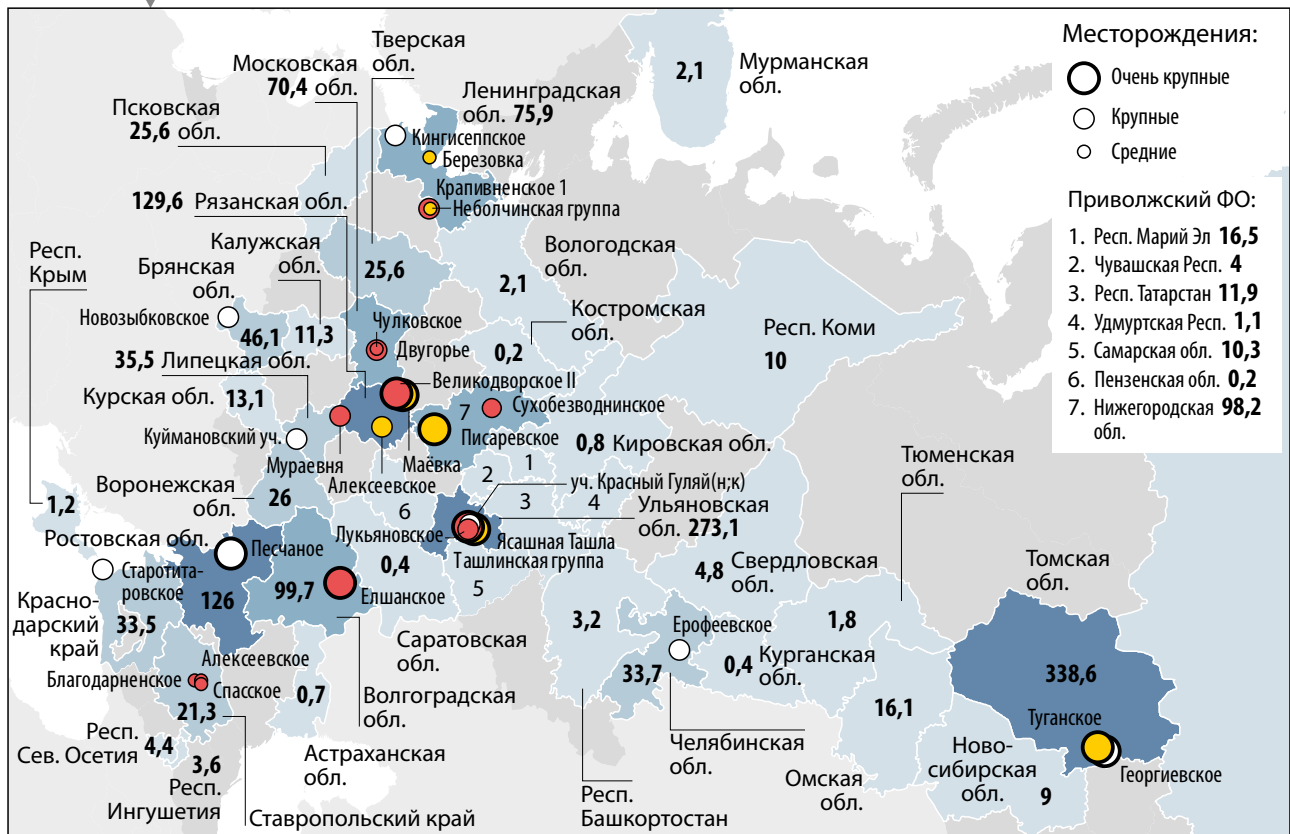 Тверская
обл.
Московская
70,4 обл.
Мурманская
обл.
2,1
Ленинградская
обл. 75,9
Псковская
25,6 обл.
Кингисеппское
Березовка
Крапивненское 1
Неболчинская группа
129,6 Рязанская обл.
Калужская
обл.
Респ.
Крым
Брянская
обл.
25,6
Вологодская
обл.
2,1
Костромская
обл.
Новозыбковское
46,1
11,3
Чулковское
Двугорье
0,2
Респ. Коми
10
35,5 Липецкая обл.
Великодворское II
Курская обл. 13,1
7
Сухобезводнинское
Куймановский уч.
Писаревское
0,8 Кировская обл.
Мураевня
Маёвка
Тюменская
обл.
Воронежская
обл.
26
Алексеевское
2
1
уч. Красный Гуляй(н;к)
1,2
6
3
4
Ульяновская
обл. 273,1
Ростовская обл.
Песчаное
Лукьяновское
Ясашная Ташла
Ташлинская группа
Томская
обл.
Старотита-
ровское
126
99,7
Елшанское
0,4
5
4,8 Свердловская
обл.
Красно-
дарский
край
33,5
Саратовская
обл.
3,2
Ерофеевское
1,8
Алексеевское
Благодарненское
Спасское
21,3
0,7
Волгоградская
обл.
33,7
0,4 Курганская
обл.
338,6
16,1
Туганское
Респ.
Сев. Осетия
4,4
3,6
Респ.
Ингушетия
Астраханская
обл.
Ставропольский край
Респ.
Башкортостан
Челябинская
обл.
Омская
обл.
Ново-
сибирская
обл.
9
Георгиевское
Месторождения:
Очень крупные
Крупные
Средние
Приволжский ФО:
1. Респ. Марий Эл 16,5
2. Чувашская Респ. 4
3. Респ. Татарстан 11,9
4. Удмуртская Респ. 1,1
5. Самарская обл. 10,3
6. Пензенская обл. 0,2
7. Нижегородская 98,2
обл.